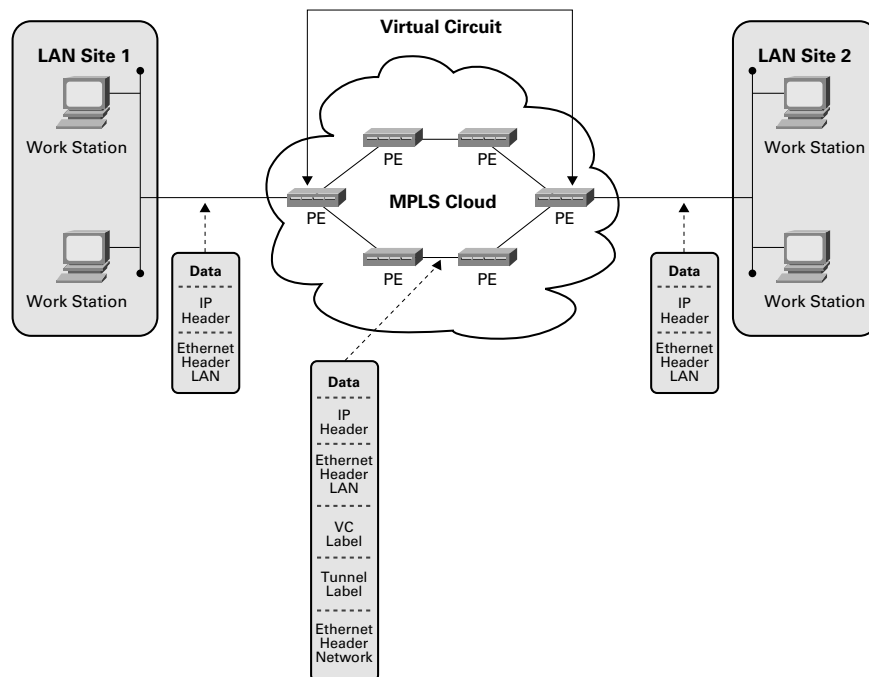 Virtual Circuit
LAN Site 1
Work Station
Work Station
LAN Site 2
Work Station
Work Station
PE
PE
PE
MPLS Cloud
PE
PE
PE
Data
IP
Header
Ethernet
Header
LAN
Data
IP
Header
Ethernet
Header
LAN
Data
IP
Header
Ethernet
Header
LAN
VC
Label
Tunnel
Label
Ethernet
Header
Network